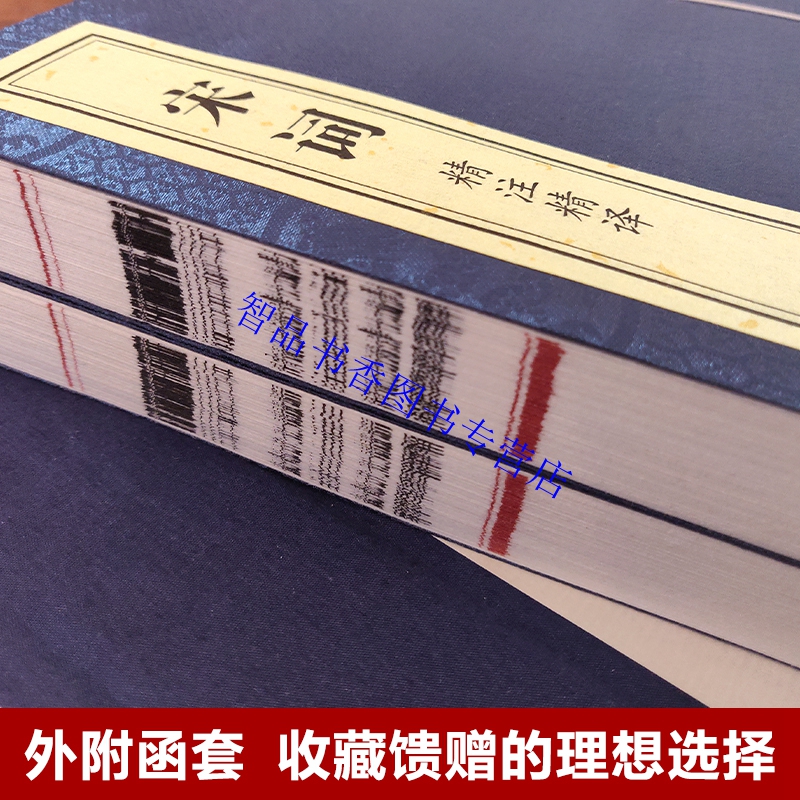 宋词
精注精译
智品书香图书专营店
外附函套 收藏馈赠的理想选择